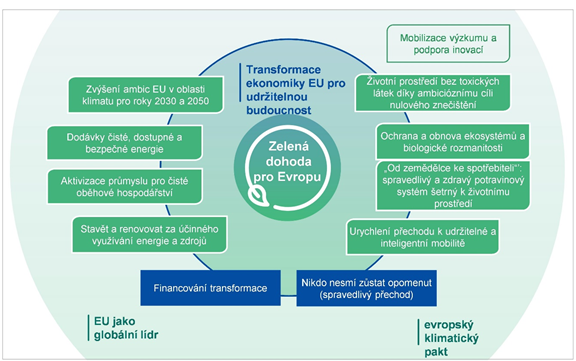 Mobilizace výzkumu a
podpora inovací
Transformace
ekonomiky EU pro
udržitelnou
budoucnost
Zvýšení ambic EU v oblasti
klimatu pro roky 2030 a 2050
Dodávky čisté, dostupné a
bezpečné energie
Aktivizace průmyslu pro čisté
oběhové hospodářství
Stavět a renovovat za účinného
využívání energie a zdrojů
Zelená
dohoda
pro Evropu
Životní prostředí bez toxických
látek díky ambicióznímu cíli
nulového znečištění
Ochrana a obnova ekosystémů a
biologické rozmanitosti
„Od zemědělce ke spotřebiteli“:
spravedlivý a zdravý potravinový
systém šetrný k životnímu
prostředí
Urychlení přechodu k udržitelné a
inteligentní mobilitě
Financování transformace
Nikdo nesmí zůstat opomenut
(spravedlivý přechod)
EU jako
globální lídr
evropský
klimatický
pakt